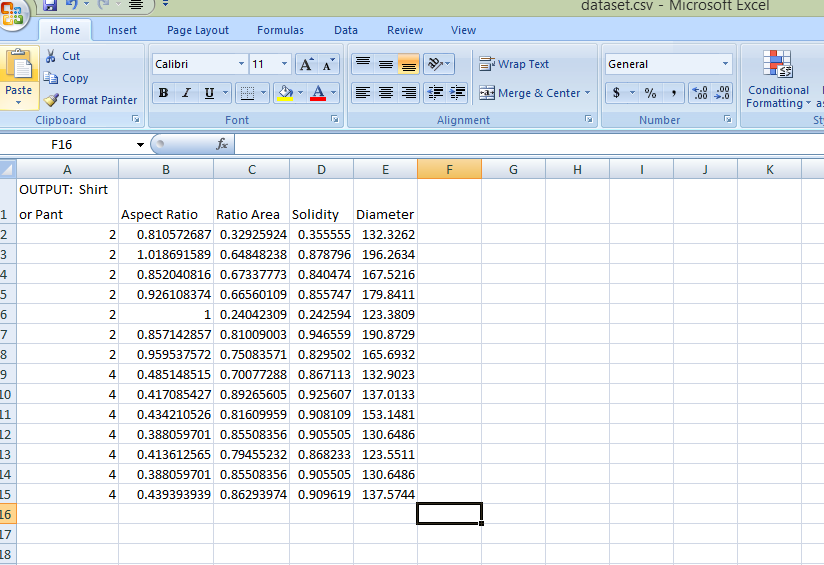 dataset.csv - Microsoft Excel
Home Insert Page Layout Formulas Data Review View
Paste
Cut
Copy
Format Painter
Clipboard
Calibri 11
B I U
A
Font
Wrap Text
Merge & Center
Alignment
General
$ % ,
Number
Conditional
Formatting
F16
fx
A B C D E F G H I J K
OUTPUT: Shirt
1 or Pant Aspect Ratio Ratio Area Solidity Diameter
2 2 0.810572687 0.32925924 0.355555 132.3262
3 2 1.018691589 0.64848238 0.878796 196.2634
4 2 0.852040816 0.67337773 0.840474 167.5216
5 2 0.926108374 0.66560109 0.855747 179.8411
6 2 1 0.24042309 0.242594 123.3809
7 2 0.857142857 0.81009003 0.946559 190.8729
8 2 0.959537572 0.75083571 0.829502 165.6932
9 4 0.485148515 0.70077288 0.867113 132.9023
10 4 0.417085427 0.89265605 0.925607 137.0133
11 4 0.434210526 0.81609959 0.908109 153.1481
12 4 0.388059701 0.85508356 0.905505 130.6486
13 4 0.413612565 0.79455232 0.868233 123.5511
14 4 0.388059701 0.85508356 0.905505 130.6486
15 4 0.439393939 0.86293974 0.909619 137.5744
16
17
18